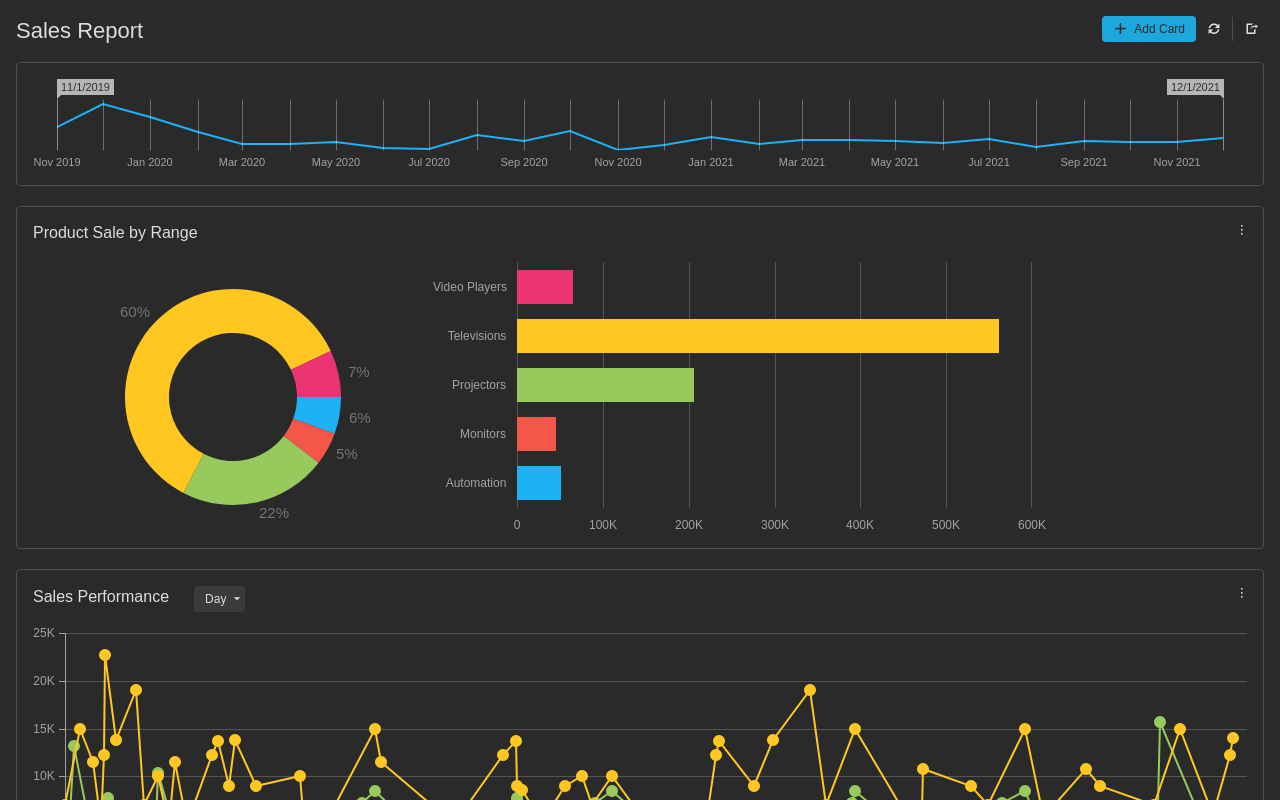 Sales Report
Add Card
11/1/2019
12/1/2021
Nov 2019 Jan 2020 Mar 2020 May 2020 Jul 2020 Sep 2020 Nov 2020 Jan 2021 Mar 2021 May 2021 Jul 2021 Sep 2021 Nov 2021
Product Sale by Range
60%
7%
6%
5%
22%
Video Players
Televisions
Projectors
Monitors
Automation
0 100K 200K 300K 400K 500K 600K
Sales Performance
Day
25K
20K
15K
10K